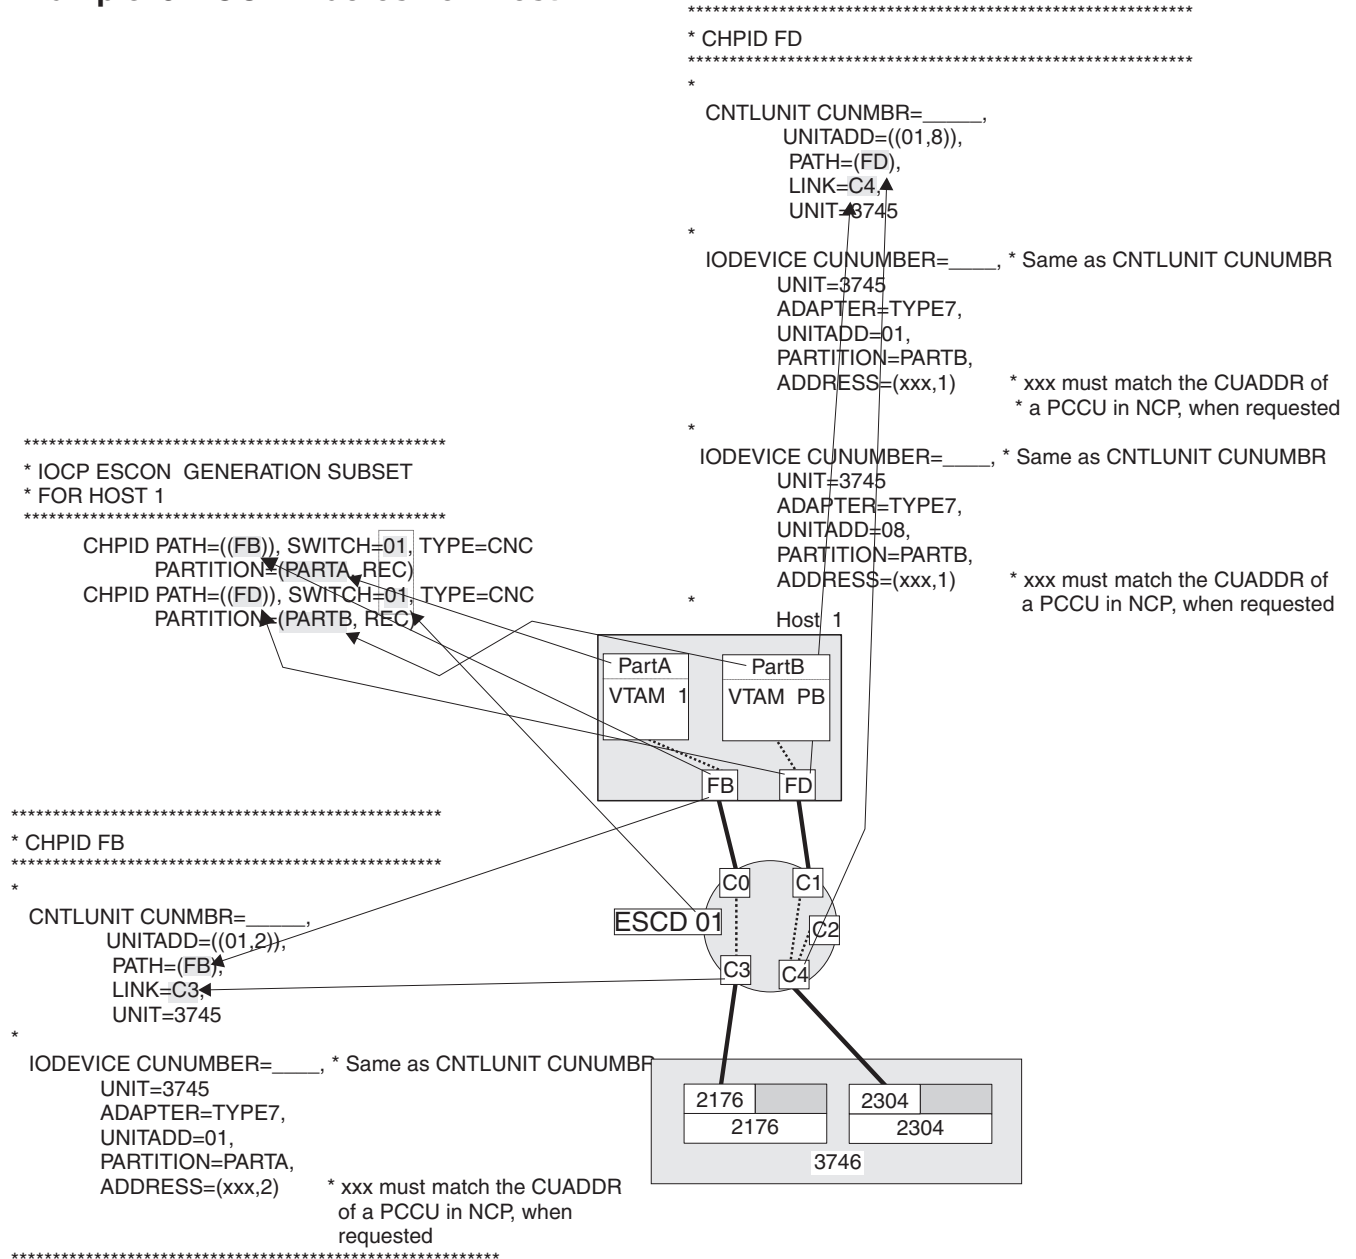 ************************************************************
* CHPID FD
************************************************************
*
CNTLUNIT CUNMBR=_____,
UNITADD=((01,8)),
PATH=(FD),
LINK=C4,
UNIT=3745
*
IODEVICE CUNUMBER=____, * Same as CNTLUNIT CUNUMBR
UNIT=3745
ADAPTER=TYPE7,
UNITADD=01,
PARTITION=PARTB,
ADDRESS=(xxx,1) * xxx must match the CUADDR of
* a PCCU in NCP, when requested
*
IODEVICE CUNUMBER=____, * Same as CNTLUNIT CUNUMBR
UNIT=3745
ADAPTER=TYPE7,
UNITADD=08,
PARTITION=PARTB,
ADDRESS=(xxx,1) * xxx must match the CUADDR of
a PCCU in NCP, when requested
*
**************************************************
* IOCP ESCON GENERATION SUBSET
* FOR HOST 1
**************************************************
CHPID PATH=((FB)), SWITCH=01, TYPE=CNC
PARTITION=(PARTA, REC)
CHPID PATH=((FD)), SWITCH=01, TYPE=CNC
PARTITION=(PARTB, REC)
Host 1
PartA
VTAM 1
PartB
VTAM PB
FB
FD
C0
C1
ESCD 01
C2
C3
C4
***************************************************
* CHPID FB
***************************************************
*
CNTLUNIT CUNMBR=_____,
UNITADD=((01,2)),
PATH=(FB),
LINK=C3,
UNIT=3745
*
IODEVICE CUNUMBER=____, * Same as CNTLUNIT CUNUMBR
UNIT=3745
ADAPTER=TYPE7,
UNITADD=01,
PARTITION=PARTA,
ADDRESS=(xxx,2) * xxx must match the CUADDR
of a PCCU in NCP, when
requested
**********************************************************
2176
2176
2304
2304
3746